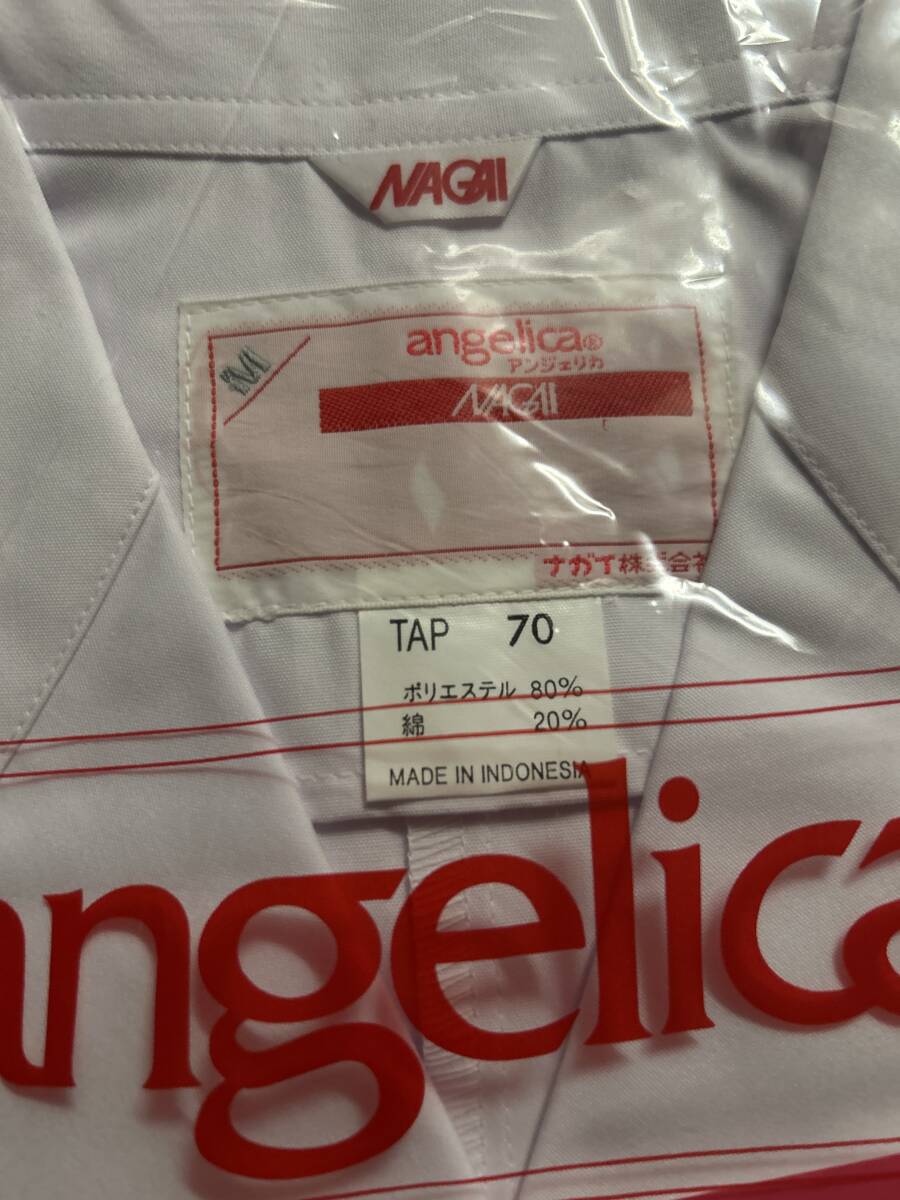 NAGAI
M
angelica®
アンジェリカ
NAGAI
ナガイ株式会社
TAP 70
ポリエステル 80%
綿 20%
MADE IN INDONESIA
angelica